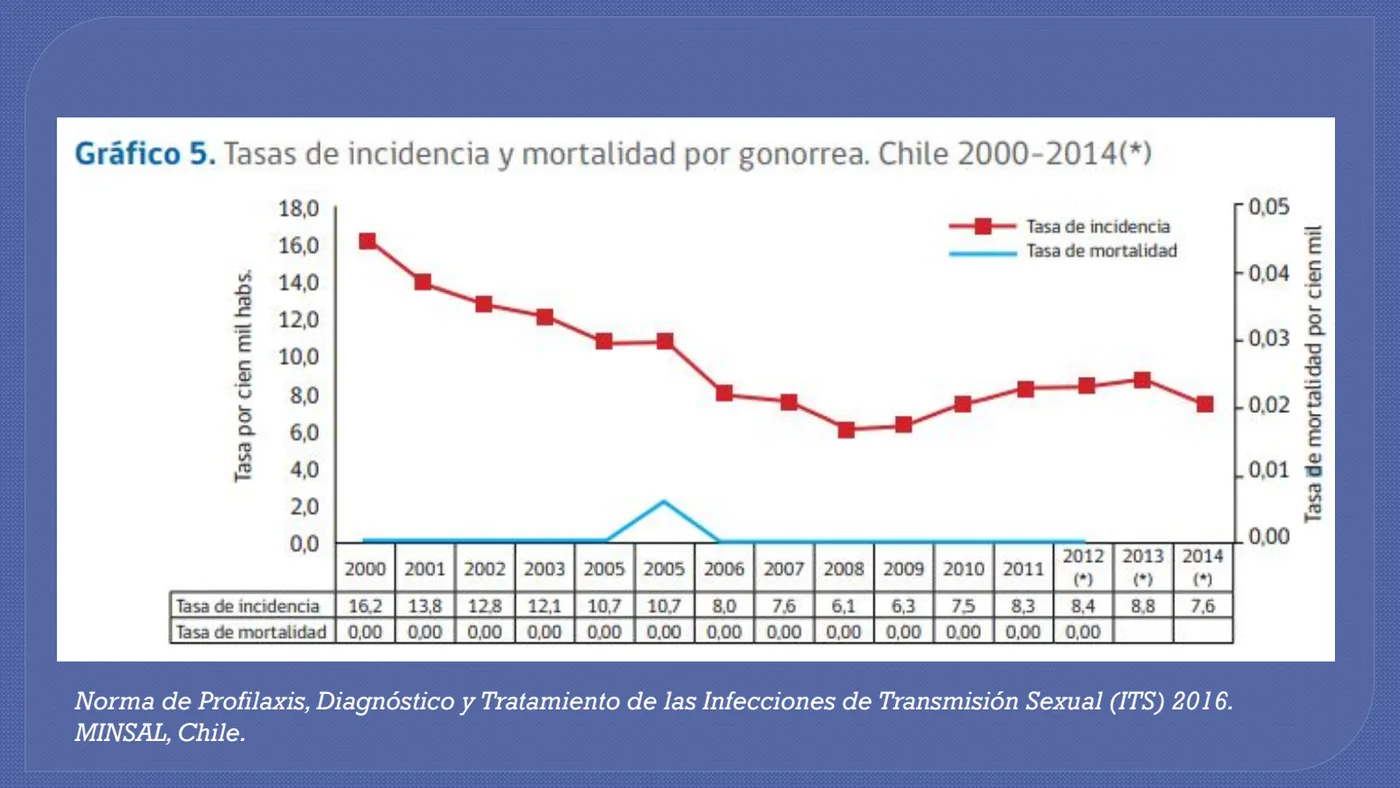 Gráfico 5. Tasas de incidencia y mortalidad por gonorrea. Chile 2000-2014(*)
Tasa por cien mil habs.
18,0
16,0
14,0
12,0
10,0
8,0
6,0
4,0
2,0
0,0
Tasa de incidencia
Tasa de mortalidad
0,05
0,04
0,03
0,02
0,01
0,00
Tasa de mortalidad por cien mil
2000 2001 2002 2003 2005 2005 2006 2007 2008 2009 2010 2011 2012 (*) 2013 (*) 2014 (*)
Tasa de incidencia 16,2 13,8 12,8 12,1 10,7 10,7 8,0 7,6 6,1 6,3 7,5 8,3 8,4 8,8 7,6
Tasa de mortalidad 0,00 0,00 0,00 0,00 0,00 0,00 0,00 0,00 0,00 0,00 0,00 0,00 0,00
Norma de Profilaxis, Diagnóstico y Tratamiento de las Infecciones de Transmisión Sexual (ITS) 2016.
MINSAL, Chile.